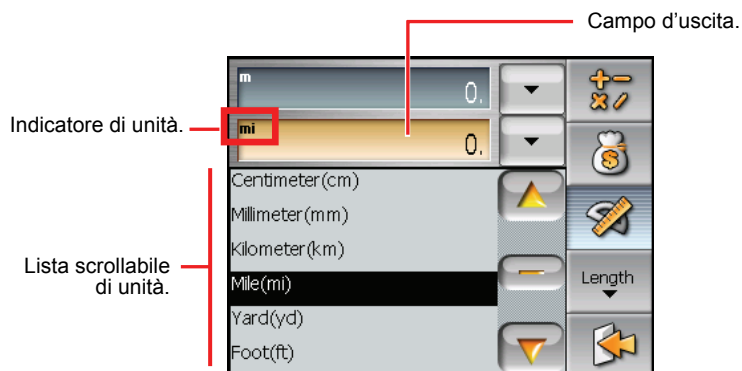 Campo d'uscita.
m
0.
Indicatore di unità.
mi
0.
Centimeter(cm)
Millimeter(mm)
Kilometer(km)
Lista scrollabile
di unità.
Mile(mi)
Yard(yd)
Foot(ft)
Length